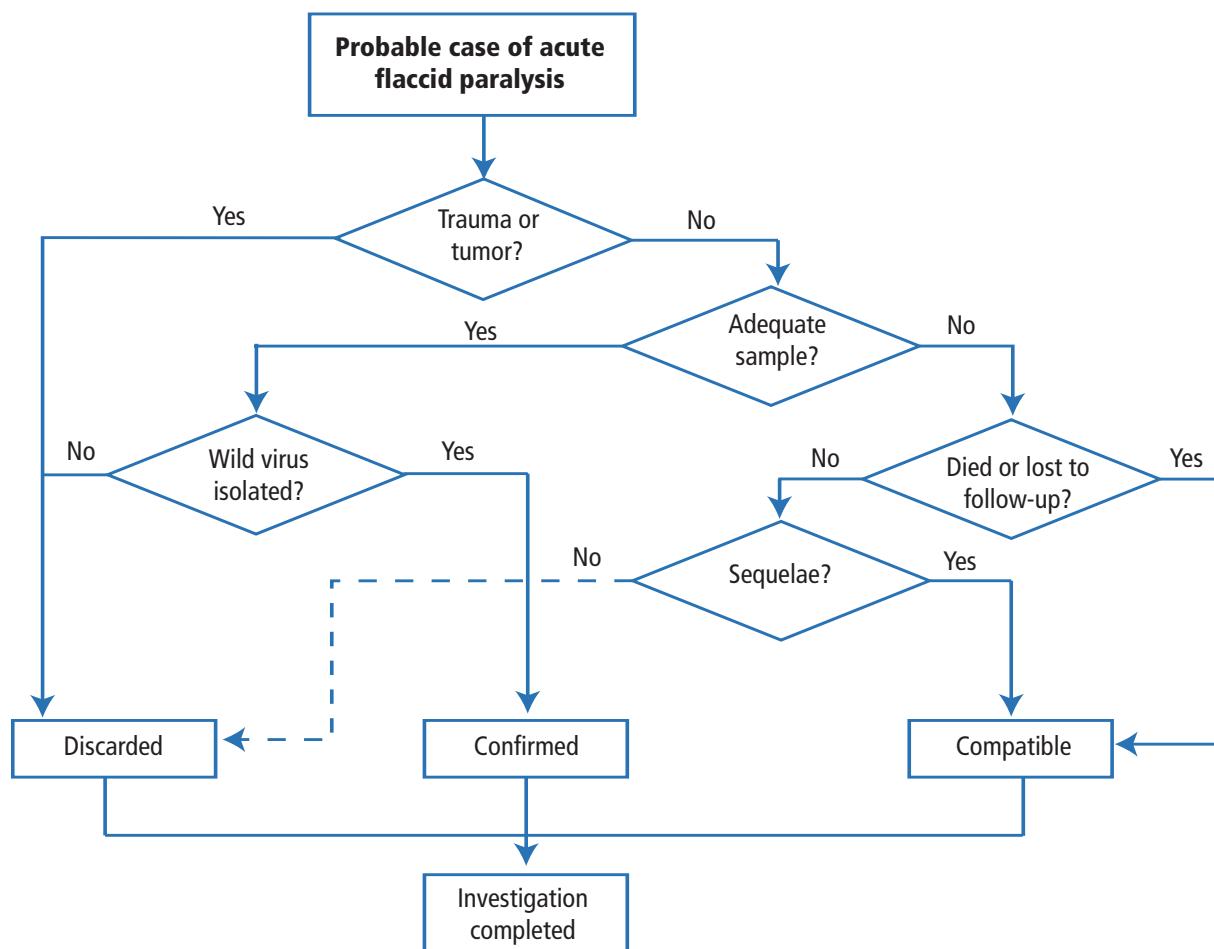 Probable case of acute
flaccid paralysis
Yes
Trauma or
tumor?
No
Yes
Adequate
sample?
No
No
Wild virus
isolated?
Yes
No
Died or lost to
follow-up?
Yes
No
Sequelae?
Yes
Discarded
Confirmed
Compatible
Investigation
completed